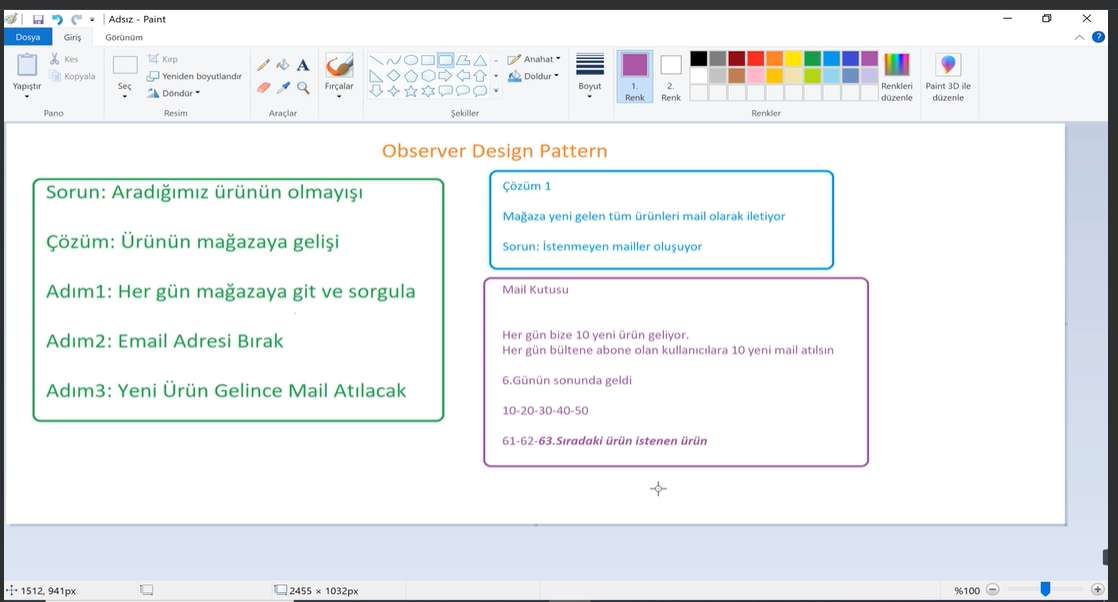 Adsız - Paint
Dosya
Giriş
Görünüm
Yapıştır
Kes
Kopyala
Pano
Seç
Kırp
Yeniden boyutlandır
Döndür
Resim
A
Araçlar
Fırçalar
Anahat
Doldur
Şekiller
Boyut
1.
Renk
2.
Renk
Renkleri
düzenle
Paint 3D ile
düzenle
Renkler
Observer Design Pattern
Sorun: Aradığımız ürünün olmayışı
Çözüm: Ürünün mağazaya gelişi
Adım1: Her gün mağazaya git ve sorgula
Adım2: Email Adresi Bırak
Adım3: Yeni Ürün Gelince Mail Atılacak
Çözüm 1
Mağaza yeni gelen tüm ürünleri mail olarak iletiyor
Sorun: İstenmeyen mailler oluşuyor
Mail Kutusu
Her gün bize 10 yeni ürün geliyor.
Her gün bültene abone olan kullanıcılara 10 yeni mail atılsın
6.Günün sonunda geldi
10-20-30-40-50
61-62-63.Sıradaki ürün istenen ürün
1512, 941px
2455 × 1032px
%100